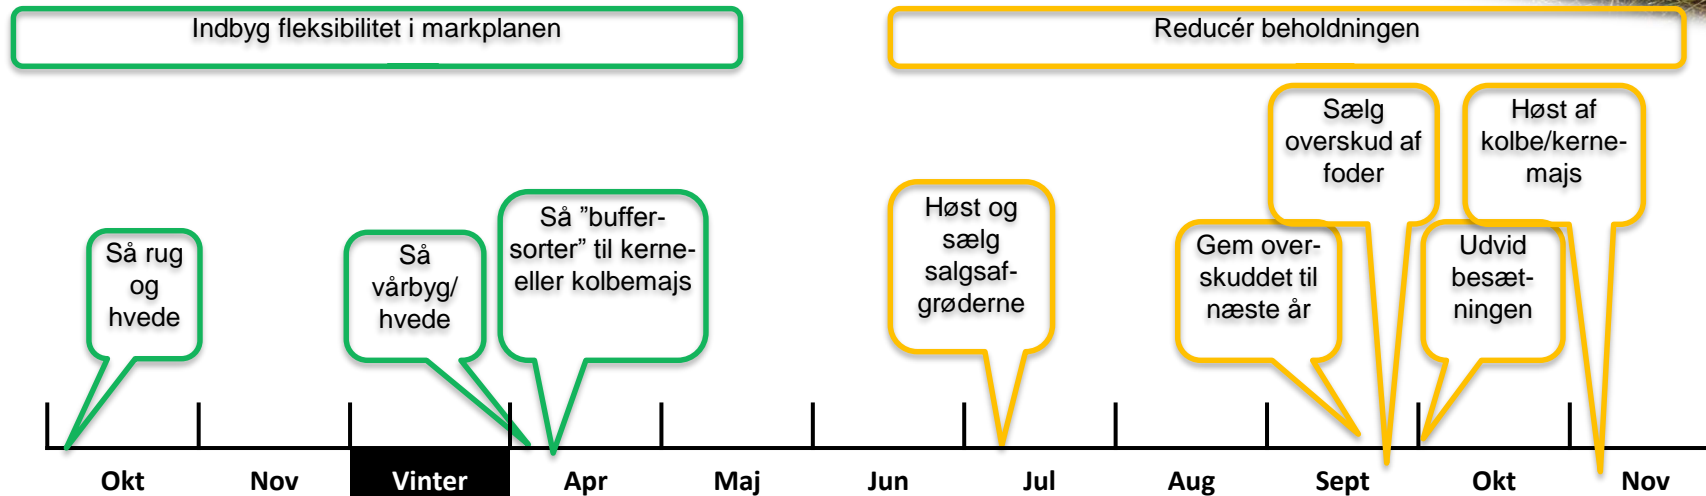 Indbyg fleksibilitet i markplanen
Reducér beholdningen
Så rug
og
hvede
Så
vårbyg/
hvede
Så ”buffer-
sorter” til kerne-
eller kolbemajs
Høst og
sælg
salgsaf-
grøderne
Gem over-
skuddet til
næste år
Sælg
overskud af
foder
Udvid
besæt-
ningen
Høst af
kolbe/kerne-
majs
Okt
Nov
Vinter
Apr
Maj
Jun
Jul
Aug
Sept
Okt
Nov